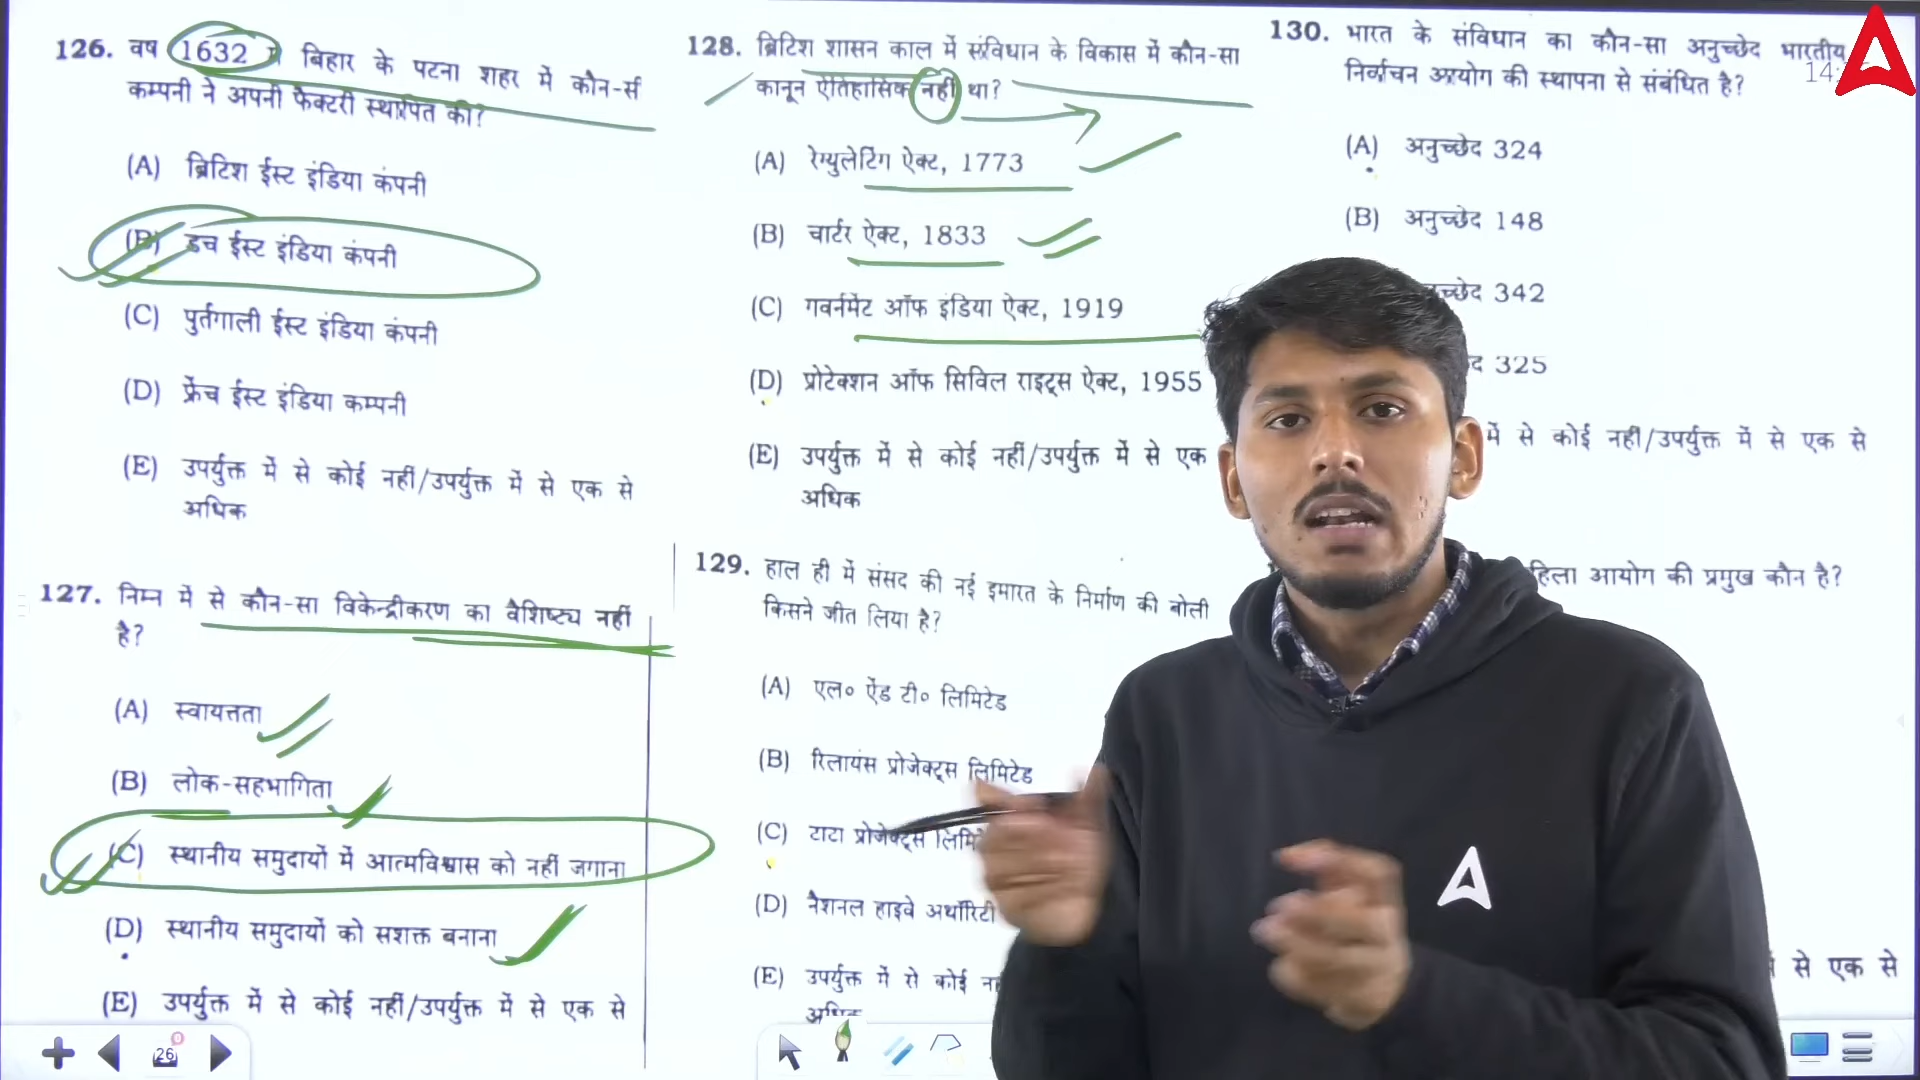 126. वर्ष 1632 में बिहार के पटना शहर में कौन-सी
कम्पनी ने अपनी फैक्टरी स्थापित की?
(A) ब्रिटिश ईस्ट इंडिया कंपनी
(B) डच ईस्ट इंडिया कंपनी
(C) पुर्तगाली ईस्ट इंडिया कंपनी
(D) फ्रेंच ईस्ट इंडिया कम्पनी
(E) उपर्युक्त में से कोई नहीं/उपर्युक्त में से एक से
अधिक
127. निम्न में से कौन-सा विकेन्द्रीकरण का वैशिष्ट्य नहीं
है?
(A) स्वायत्तता
(B) लोक-सहभागिता
(C) स्थानीय समुदायों में आत्मविश्वास को नहीं जगाना
(D) स्थानीय समुदायों को सशक्त बनाना
(E) उपर्युक्त में से कोई नहीं/उपर्युक्त में से एक से
128. ब्रिटिश शासन काल में संविधान के विकास में कौन-सा
कानून ऐतिहासिक नहीं था?
(A) रेग्युलेटिंग ऐक्ट, 1773
(B) चार्टर ऐक्ट, 1833
(C) गवर्नमेंट ऑफ इंडिया ऐक्ट, 1919
(D) प्रोटेक्शन ऑफ सिविल राइट्स ऐक्ट, 1955
(E) उपर्युक्त में से कोई नहीं/उपर्युक्त में से एक
अधिक
129. हाल ही में संसद की नई इमारत के निर्माण की बोली
किसने जीत लिया है?
(A) एल० ऐंड टी० लिमिटेड
(B) रिलायंस प्रोजेक्ट्स लिमिटेड
(C) टाटा प्रोजेक्ट्स
(D) नैशनल हाइवे अथॉरिटी
(E) उपर्युक्त में से कोई
अधिक
130. भारत के संविधान का कौन-सा अनुच्छेद भारतीय
निर्वाचन आयोग की स्थापना से संबंधित है?
(A) अनुच्छेद 324
(B) अनुच्छेद 148
342
325
में से कोई नहीं/उपर्युक्त में से एक से
आयोग की प्रमुख कौन है?
से एक से
26